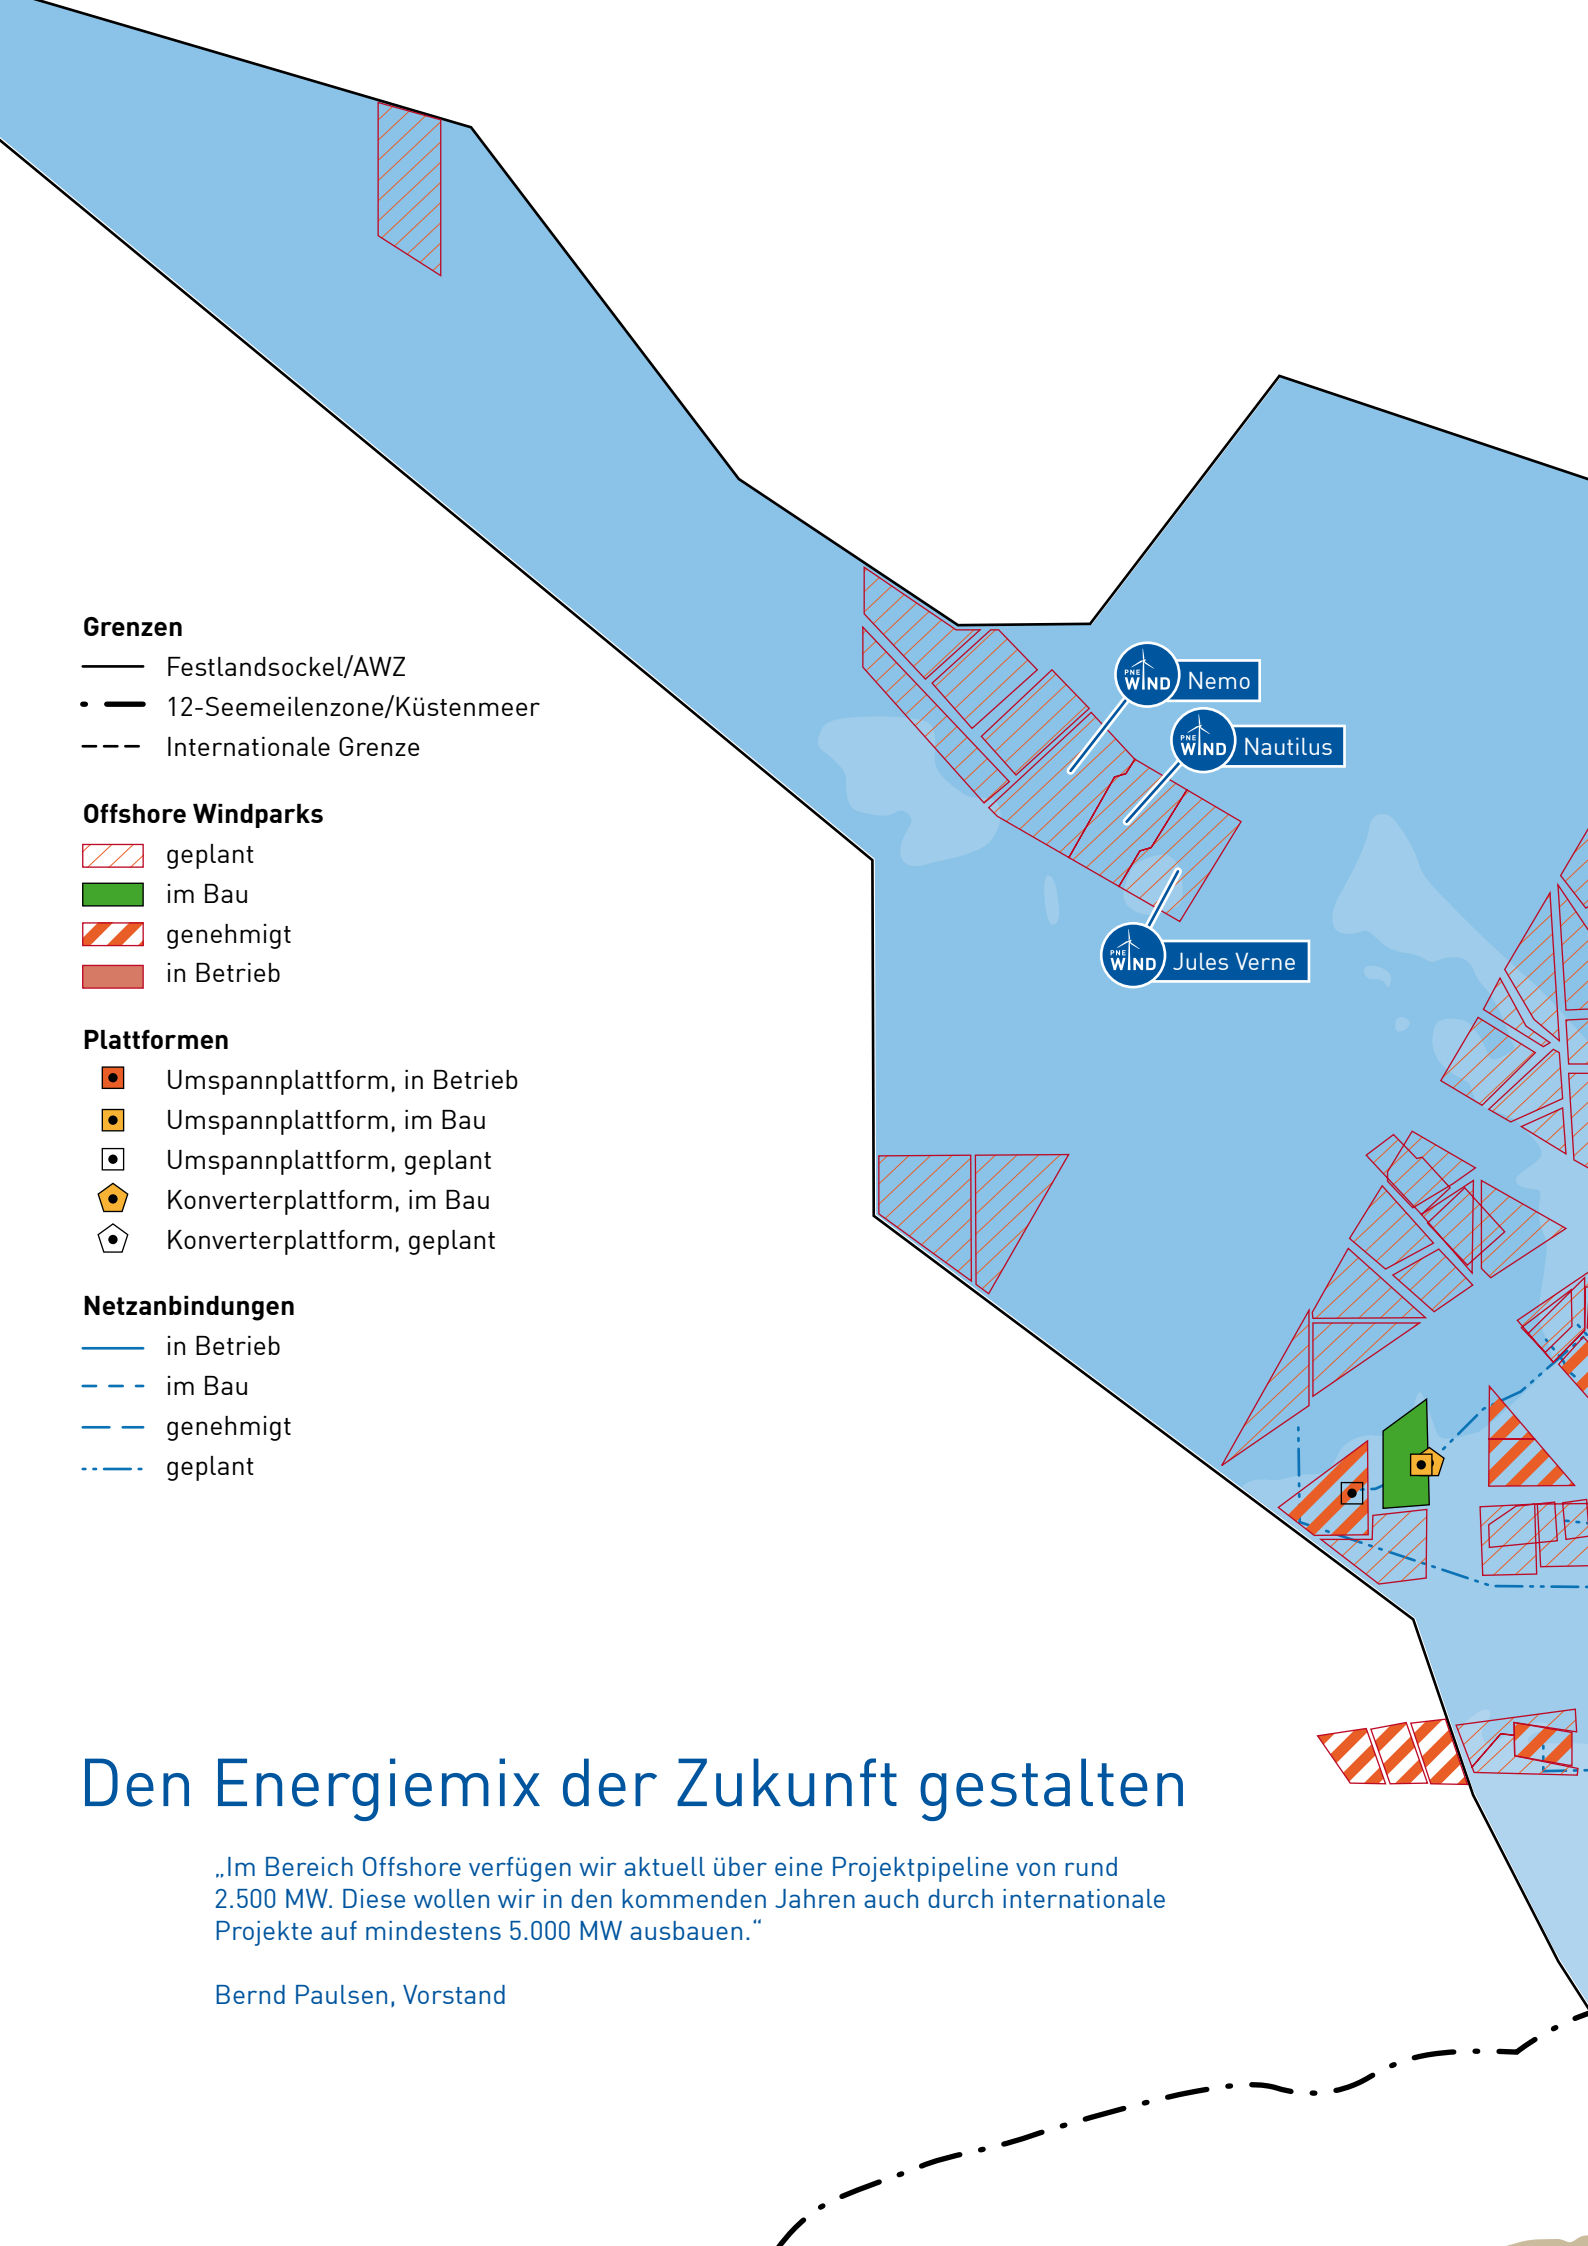 Grenzen
Festlandsockel/AWZ
12-Seemeilenzone/Küstenmeer
Internationale Grenze
Offshore Windparks
geplant
im Bau
genehmigt
in Betrieb
Plattformen
Umspannplattform, in Betrieb
Umspannplattform, im Bau
Umspannplattform, geplant
Konverterplattform, im Bau
Konverterplattform, geplant
Netzanbindungen
in Betrieb
im Bau
genehmigt
geplant
PNE
WIND Nemo
PNE
WIND Nautilus
PNE
WIND Jules Verne
Den Energiemix der Zukunft gestalten
„Im Bereich Offshore verfügen wir aktuell über eine Projektpipeline von rund
2.500 MW. Diese wollen wir in den kommenden Jahren auch durch internationale
Projekte auf mindestens 5.000 MW ausbauen.“
Bernd Paulsen, Vorstand